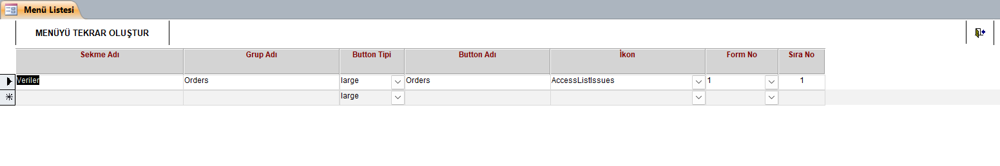 Menü Listesi
MENÜYÜ TEKRAR OLUŞTUR
Sekme Adı Grup Adı Button Tipi Button Adı İkon Form No Sıra No
Veriler Orders large Orders AccessListIssues 1 1
large